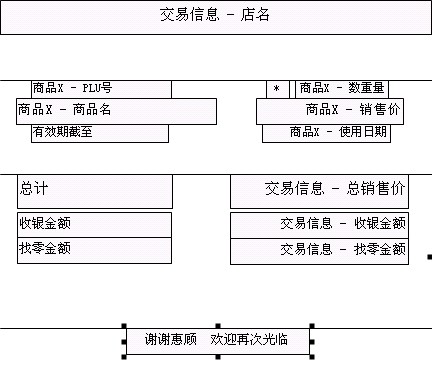 交易信息 - 店名
商品X - PLU号 * 商品X - 数重量
商品X - 商品名 商品X - 销售价
有效期截至 商品X - 使用日期
总计 交易信息 - 总销售价
收银金额 交易信息 - 收银金额
找零金额 交易信息 - 找零金额
谢谢惠顾 欢迎再次光临